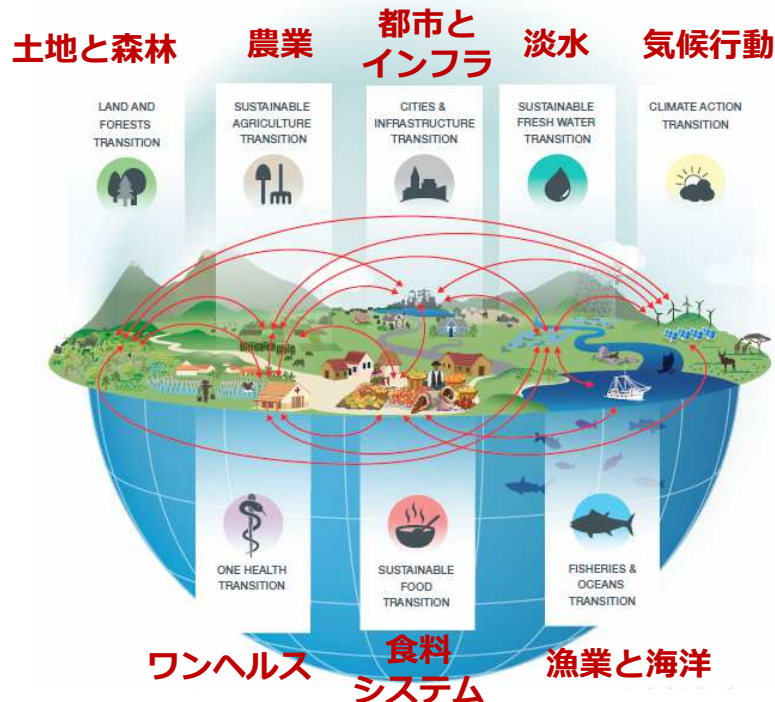 土地と森林
農業
都市と
インフラ
淡水
気候行動
LAND AND
FORESTS
TRANSITION
SUSTAINABLE
AGRICULTURE
TRANSITION
CITIES &
INFRASTRUCTURE
TRANSITION
SUSTAINABLE
FRESH WATER
TRANSITION
CLIMATE ACTION
TRANSITION
ONE HEALTH
TRANSITION
SUSTAINABLE
FOOD
TRANSITION
FISHERIES &
OCEANS
TRANSITION
ワンヘルス
食料
システム
漁業と海洋